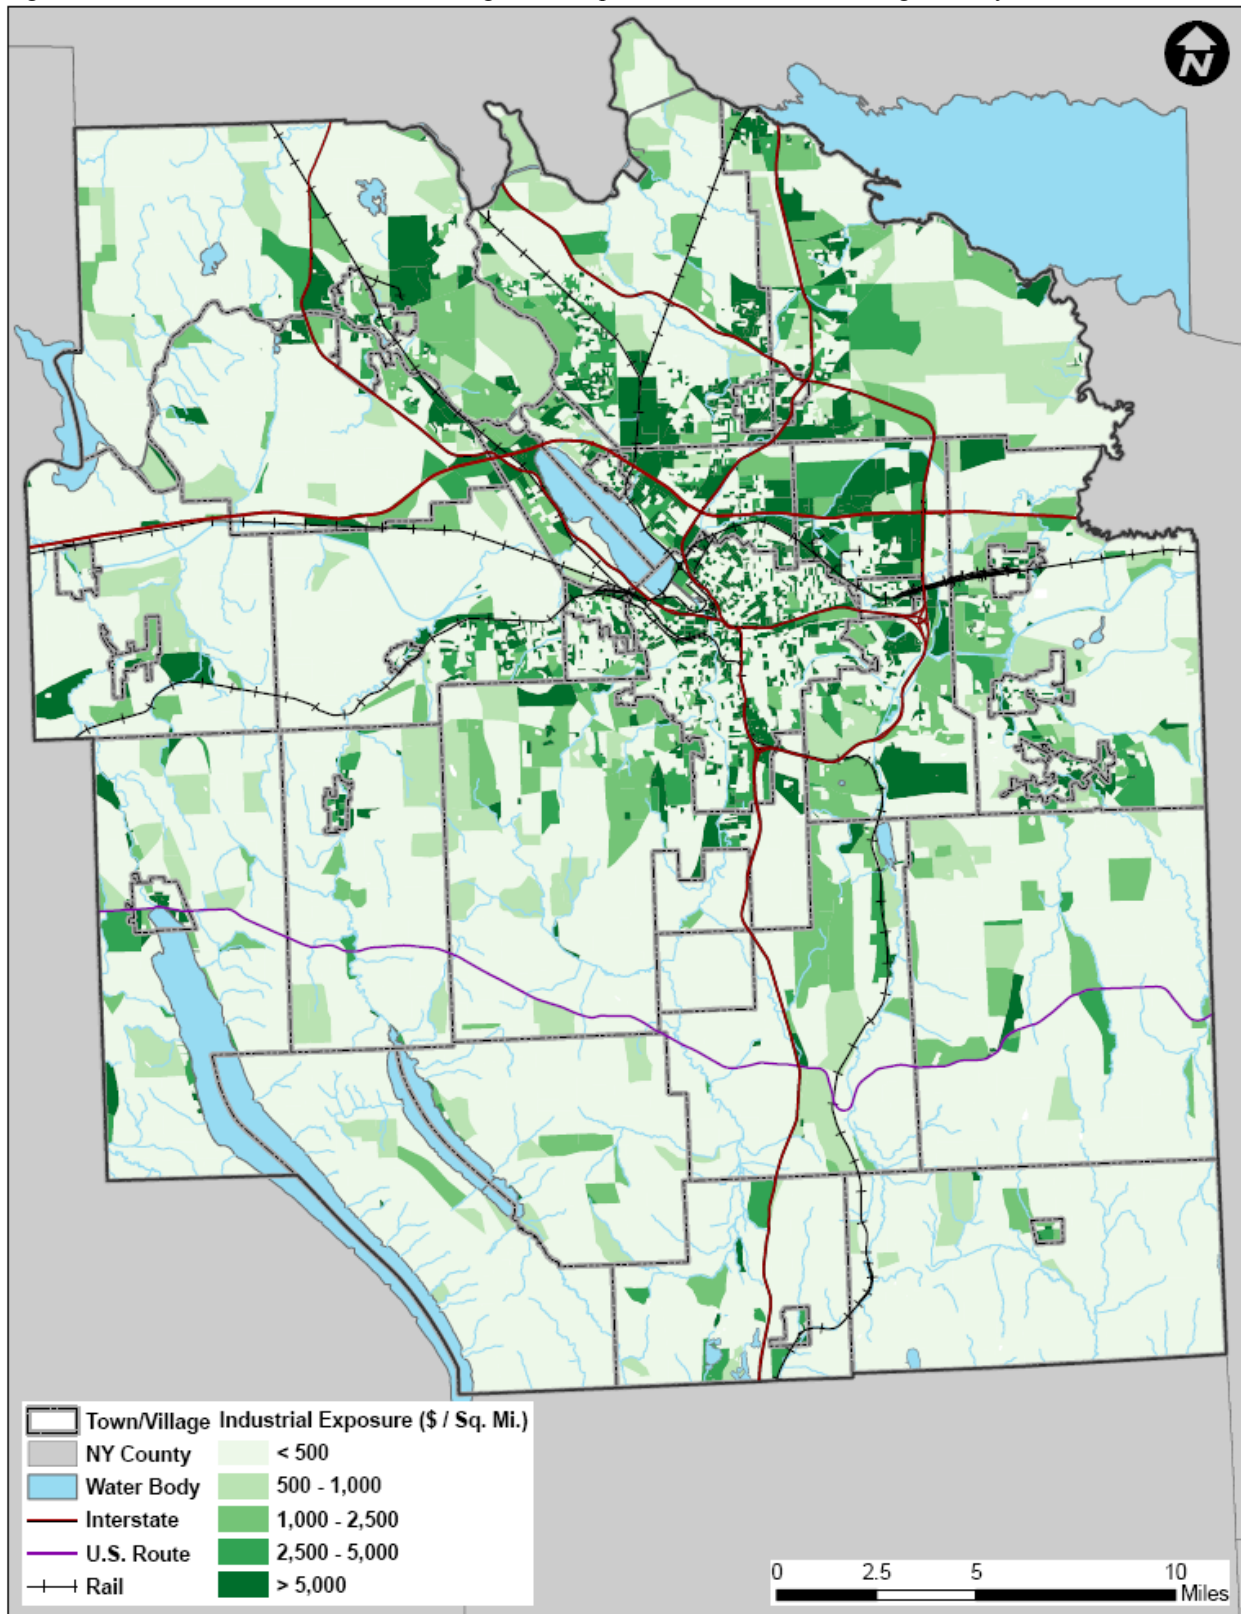 N
Town/Village Industrial Exposure ($ / Sq. Mi.)
NY County < 500
Water Body 500 - 1,000
Interstate 1,000 - 2,500
U.S. Route 2,500 - 5,000
Rail > 5,000
0 2.5 5 10
Miles